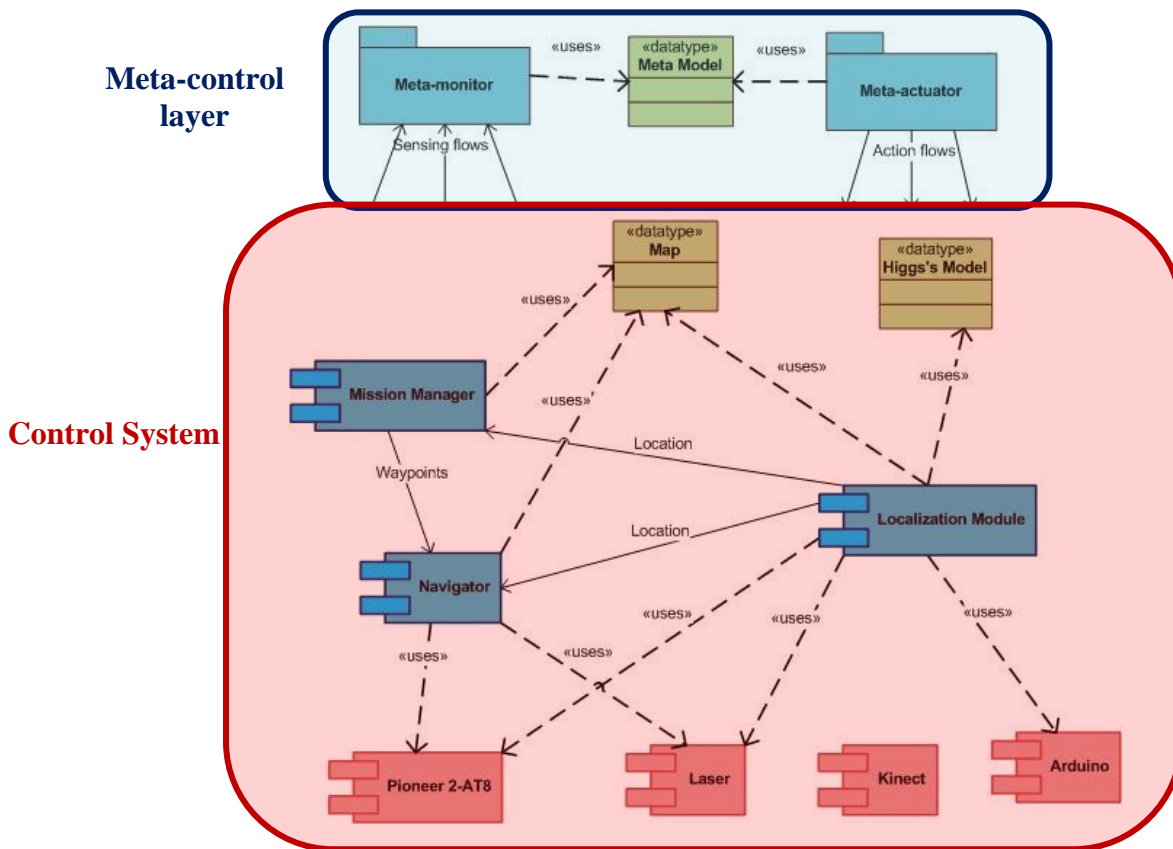 Meta-control
layer
«uses»
«datatype»
Meta Model
«uses»
Meta-monitor
Meta-actuator
Sensing flows
Action flows
Control System
«datatype»
Map
«datatype»
Higgs's Model
«uses»
«uses»
«uses»
«uses»
Mission Manager
Location
Waypoints
Localization Module
Location
Navigator
«uses»
«uses»
«uses»
«uses»
«uses»
Pioneer 2-AT8
Laser
Kinect
Arduino